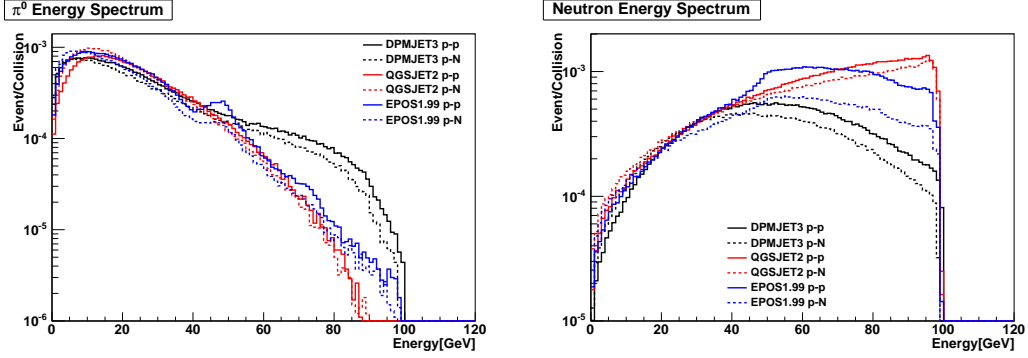 π⁰ Energy Spectrum
Event/Collision
10⁻³
10⁻⁴
10⁻⁵
10⁻⁶
DPMJET3 p-p
DPMJET3 p-N
QGSJET2 p-p
QGSJET2 p-N
EPOS1.99 p-p
EPOS1.99 p-N
0 20 40 60 80 100 120
Energy[GeV]
Neutron Energy Spectrum
Event/Collision
10⁻³
10⁻⁴
10⁻⁵
DPMJET3 p-p
DPMJET3 p-N
QGSJET2 p-p
QGSJET2 p-N
EPOS1.99 p-p
EPOS1.99 p-N
0 20 40 60 80 100 120
Energy[GeV]